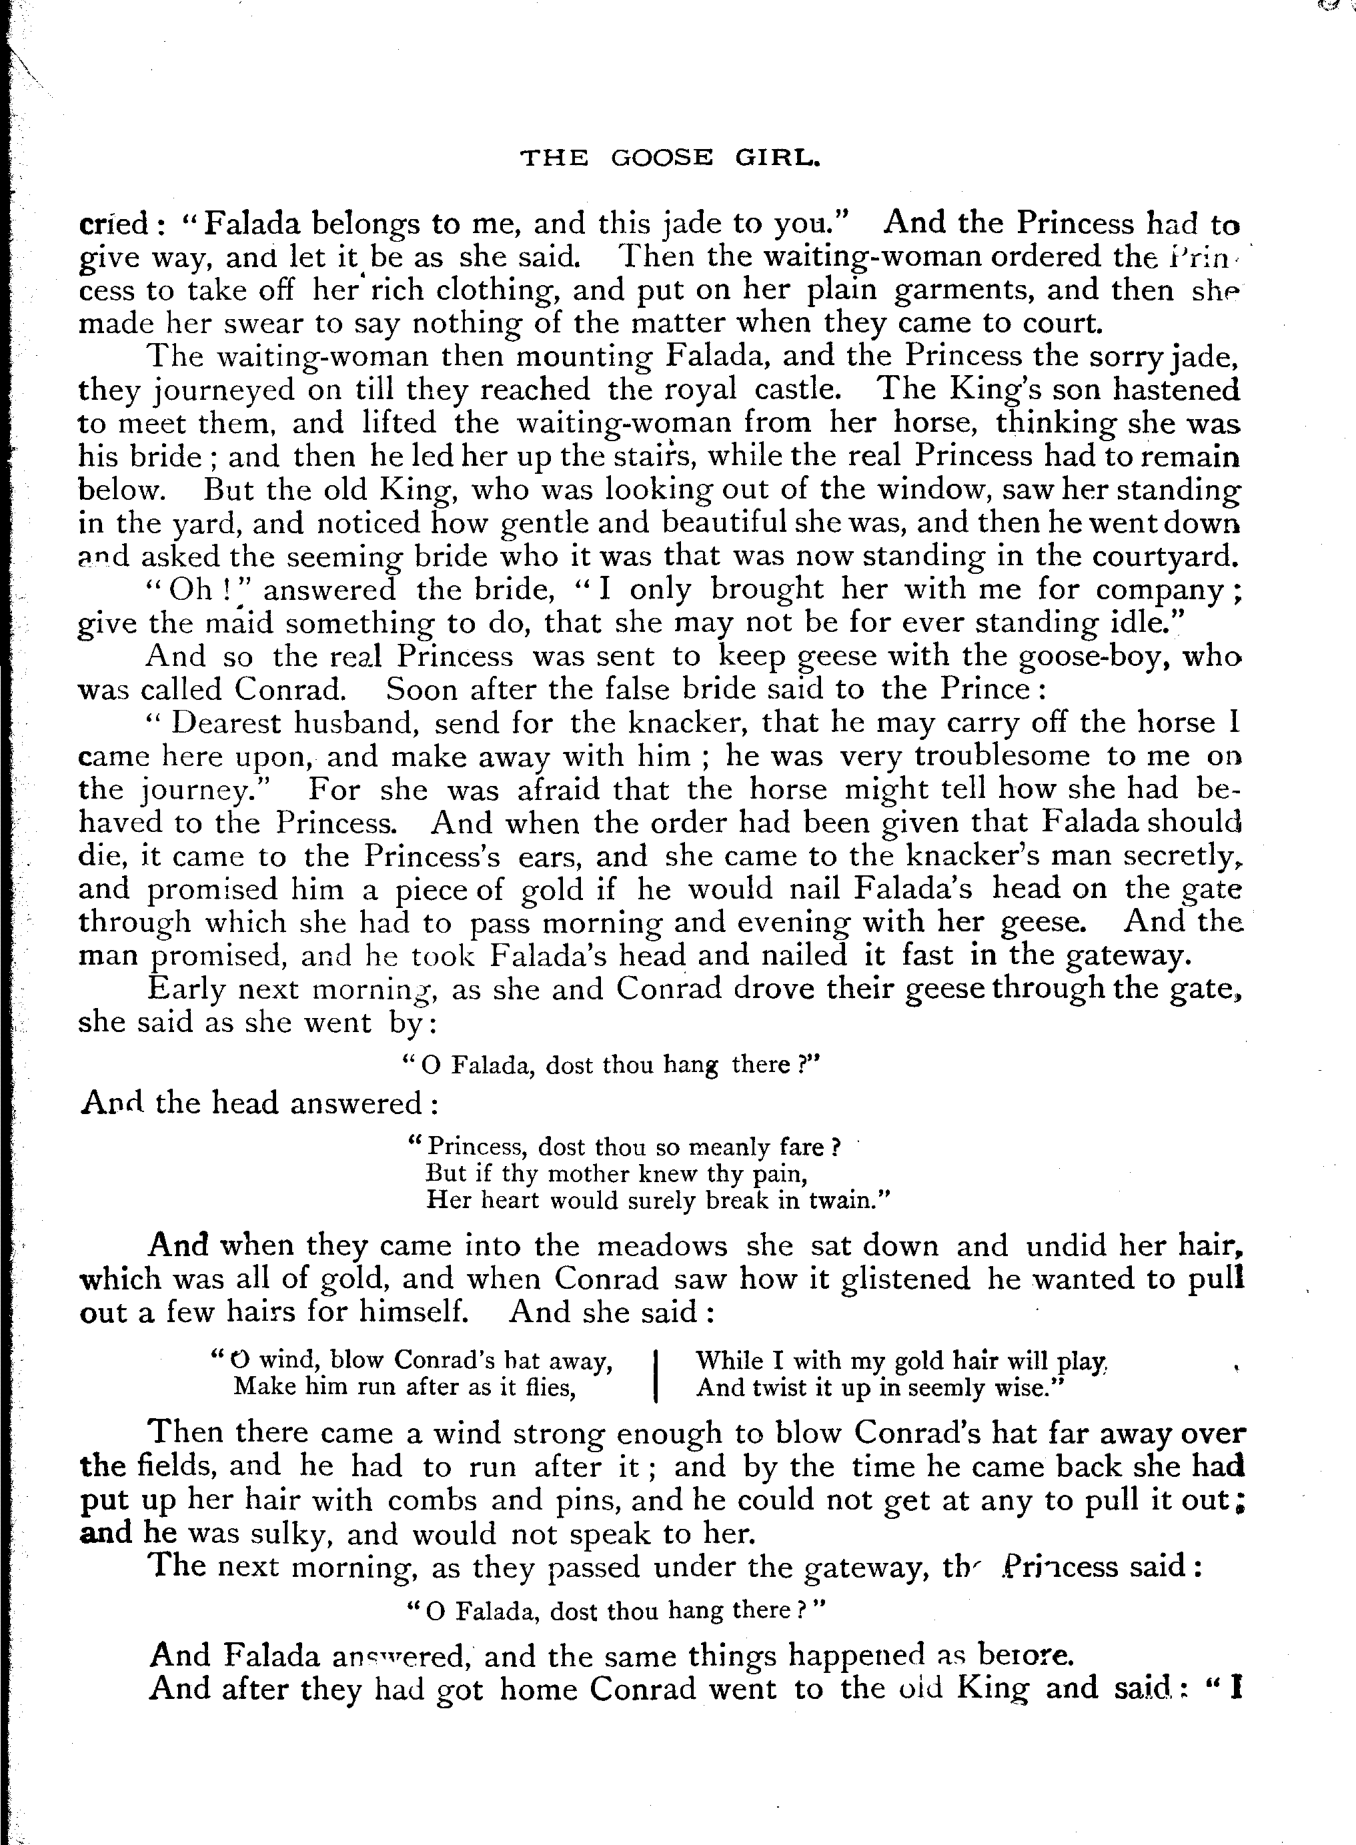 THE GOOSE GIRL.
cried : “Falada belongs to me, and this jade to you.” And the Princess had to
give way, and let it be as she said. Then the waiting-woman ordered the Prin-
cess to take off her rich clothing, and put on her plain garments, and then she
made her swear to say nothing of the matter when they came to court.
The waiting-woman then mounting Falada, and the Princess the sorry jade,
they journeyed on till they reached the royal castle. The King’s son hastened
to meet them, and lifted the waiting-woman from her horse, thinking she was
his bride ; and then he led her up the stairs, while the real Princess had to remain
below. But the old King, who was looking out of the window, saw her standing
in the yard, and noticed how gentle and beautiful she was, and then he went down
and asked the seeming bride who it was that was now standing in the courtyard.
“Oh !” answered the bride, “I only brought her with me for company ;
give the maid something to do, that she may not be for ever standing idle.”
And so the real Princess was sent to keep geese with the goose-boy, who
was called Conrad. Soon after the false bride said to the Prince :
“Dearest husband, send for the knacker, that he may carry off the horse I
came here upon, and make away with him ; he was very troublesome to me on
the journey.” For she was afraid that the horse might tell how she had be-
haved to the Princess. And when the order had been given that Falada should
die, it came to the Princess’s ears, and she came to the knacker’s man secretly,
and promised him a piece of gold if he would nail Falada’s head on the gate
through which she had to pass morning and evening with her geese. And the
man promised, and he took Falada’s head and nailed it fast in the gateway.
Early next morning, as she and Conrad drove their geese through the gate,
she said as she went by :
“O Falada, dost thou hang there ?”
And the head answered :
“Princess, dost thou so meanly fare ?
But if thy mother knew thy pain,
Her heart would surely break in twain.”
And when they came into the meadows she sat down and undid her hair,
which was all of gold, and when Conrad saw how it glistened he wanted to pull
out a few hairs for himself. And she said :
“O wind, blow Conrad’s hat away,
Make him run after as it flies,
While I with my gold hair will play,
And twist it up in seemly wise.”
Then there came a wind strong enough to blow Conrad’s hat far away over
the fields, and he had to run after it ; and by the time he came back she had
put up her hair with combs and pins, and he could not get at any to pull it out ;
and he was sulky, and would not speak to her.
The next morning, as they passed under the gateway, the Princess said :
“O Falada, dost thou hang there ?”
And Falada answered, and the same things happened as before.
And after they had got home Conrad went to the old King and said : “I